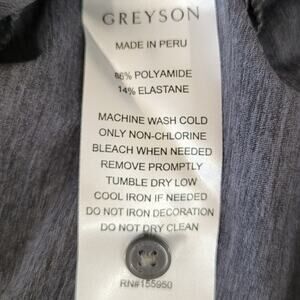 GREYSON
MADE IN PERU
86% POLYAMIDE
14% ELASTANE
MACHINE WASH COLD
ONLY NON-CHLORINE
BLEACH WHEN NEEDED
REMOVE PROMPTLY
TUMBLE DRY LOW
COOL IRON IF NEEDED
DO NOT IRON DECORATION
DO NOT DRY CLEAN
RN#155950